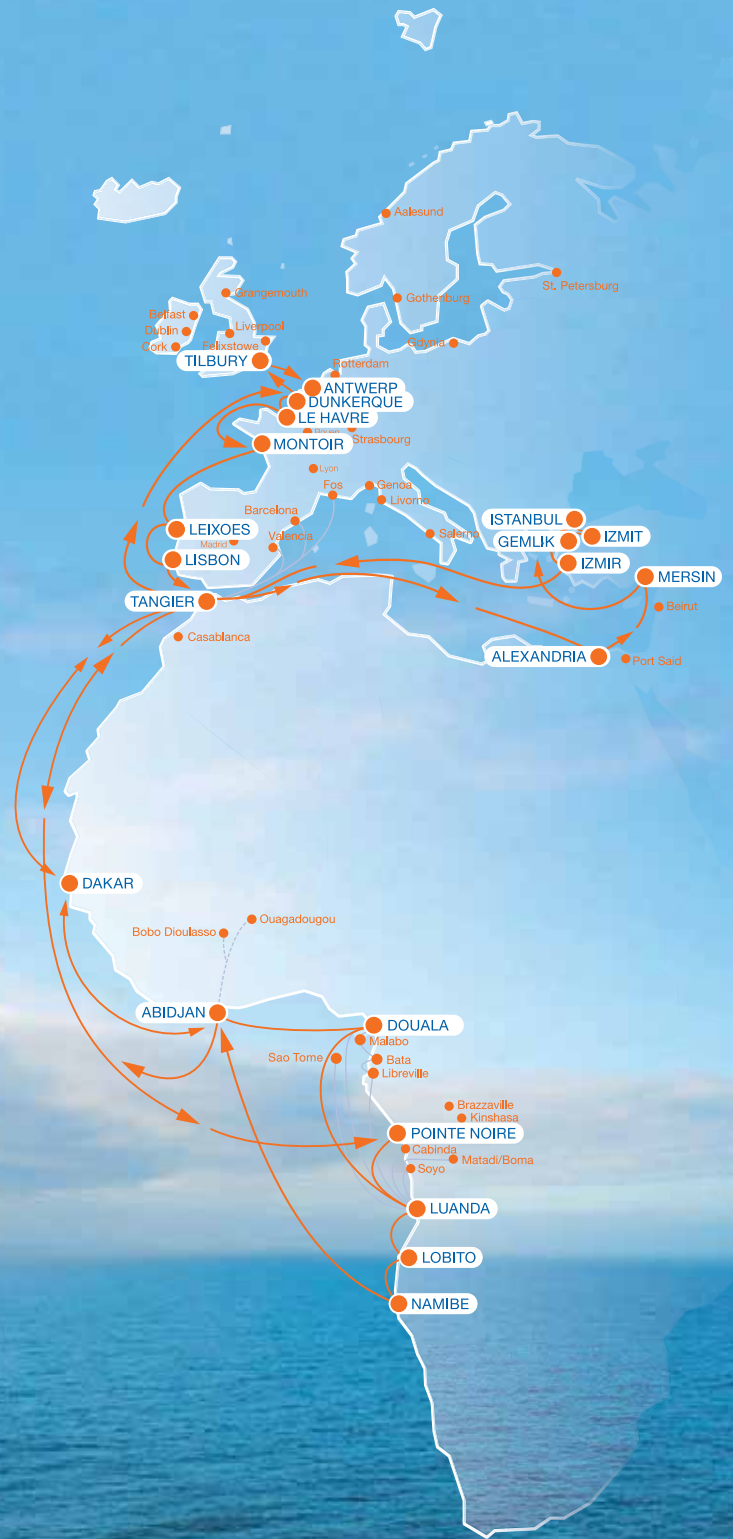 Aalesund
St. Petersburg
Gothenburg
Grangemouth
Belfast
Liverpool
Dublin
Felixstowe
Cork
Gdynia
TILBURY
Rotterdam
ANTWERP
DUNKERQUE
LE HAVRE
Rouen
Strasbourg
MONTOIR
Lyon
Fos
Genoa
Livorno
Barcelona
ISTANBUL
LEIXOES
Valencia
Salerno
IZMIT
Madrid
GEMLIK
LISBON
IZMIR
MERSIN
TANGIER
Beirut
Casablanca
ALEXANDRIA
Port Said
DAKAR
Ouagadougou
Bobo Dioulasso
ABIDJAN
DOUALA
Malabo
Sao Tome
Bata
Libreville
Brazzaville
Kinshasa
POINTE NOIRE
Cabinda
Matadi/Boma
Soyo
LUANDA
LOBITO
NAMIBE